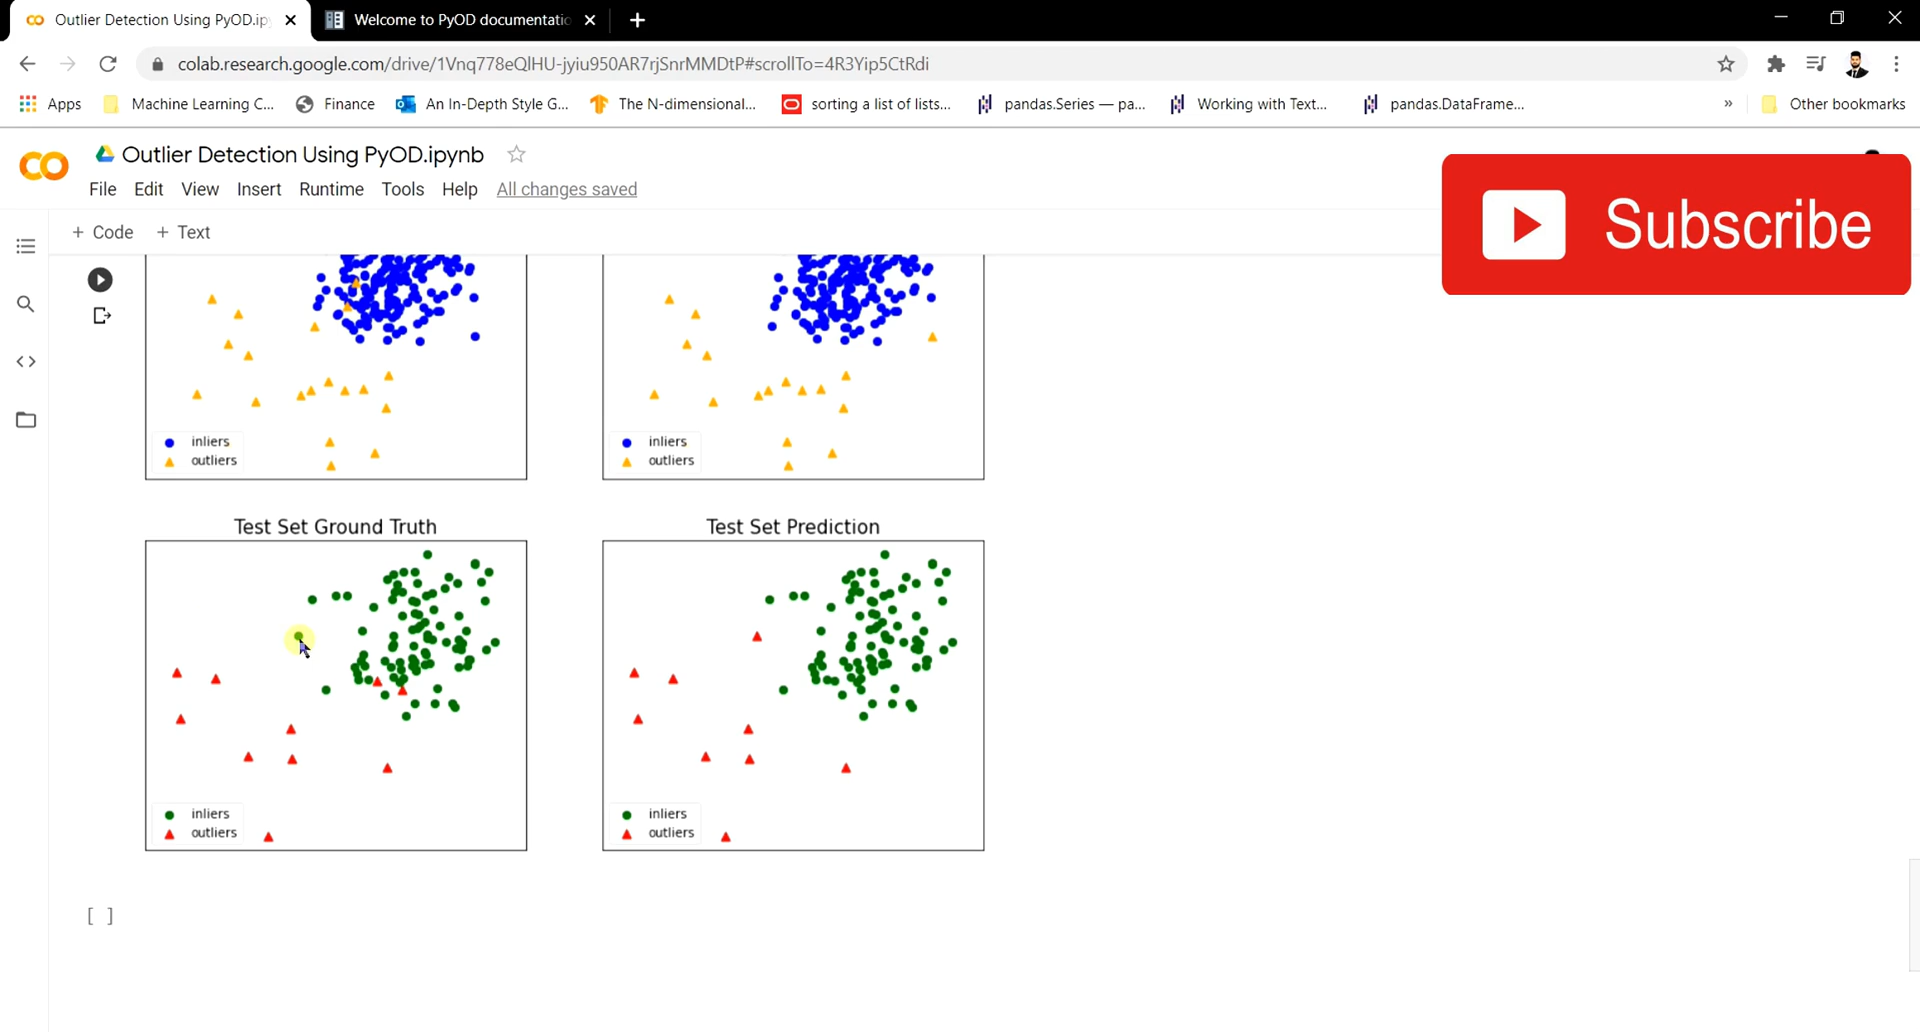 Outlier Detection Using PyOD.ip
Welcome to PyOD documentatio
colab.research.google.com/drive/1Vnq778eQlHU-jyiu950AR7rjSnrMMDtP#scrollTo=4R3Yip5CtRdi
Apps Machine Learning C... Finance An In-Depth Style G... The N-dimensional... sorting a list of lists... pandas.Series — pa... Working with Text... pandas.DataFrame... » Other bookmarks
Outlier Detection Using PyOD.ipynb
File Edit View Insert Runtime Tools Help All changes saved
Subscribe
+ Code + Text
inliers
outliers
inliers
outliers
Test Set Ground Truth
Test Set Prediction
inliers
outliers
inliers
outliers
[ ]